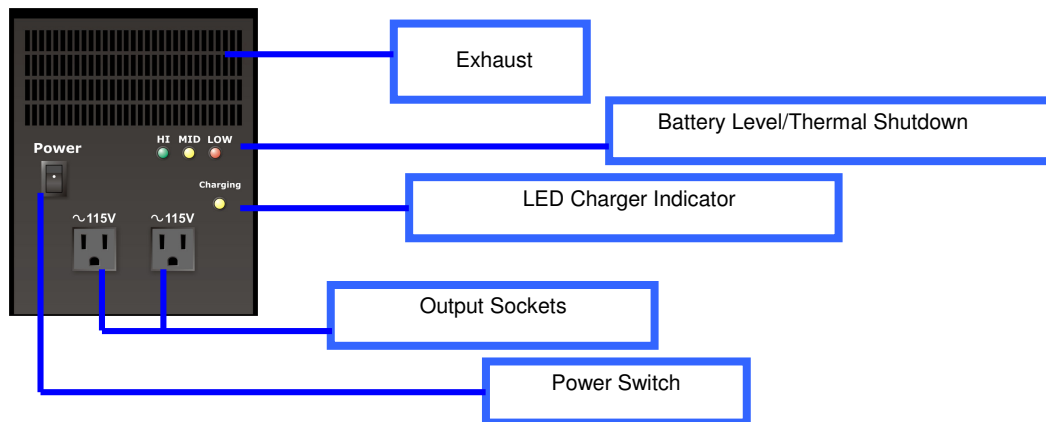 Exhaust
Battery Level/Thermal Shutdown
HI MID LOW
Power
Charging
LED Charger Indicator
∼115V ∼115V
Output Sockets
Power Switch